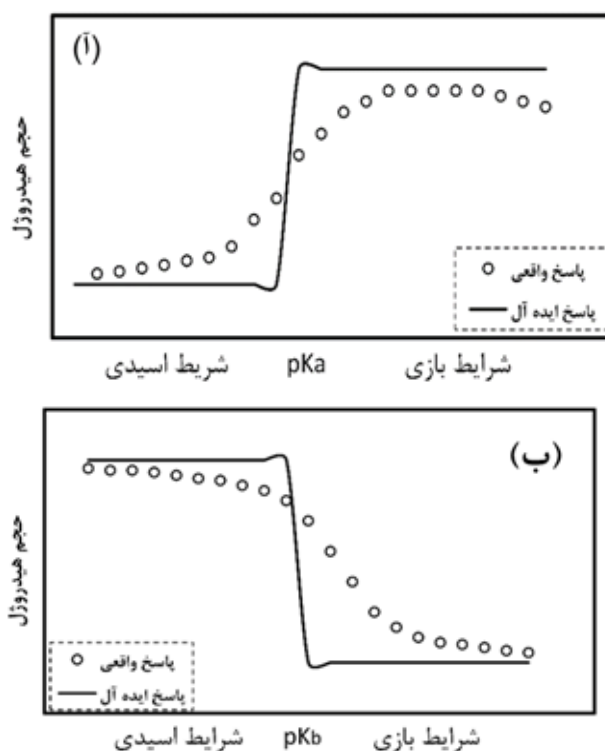 (آ)
حجم هیدروژل
پاسخ واقعی
پاسخ ایده آل
شریط اسیدی pKa شرایط بازی
(ب)
حجم هیدروژل
پاسخ واقعی
پاسخ ایده آل
شرایط اسیدی pKb شرایط بازی